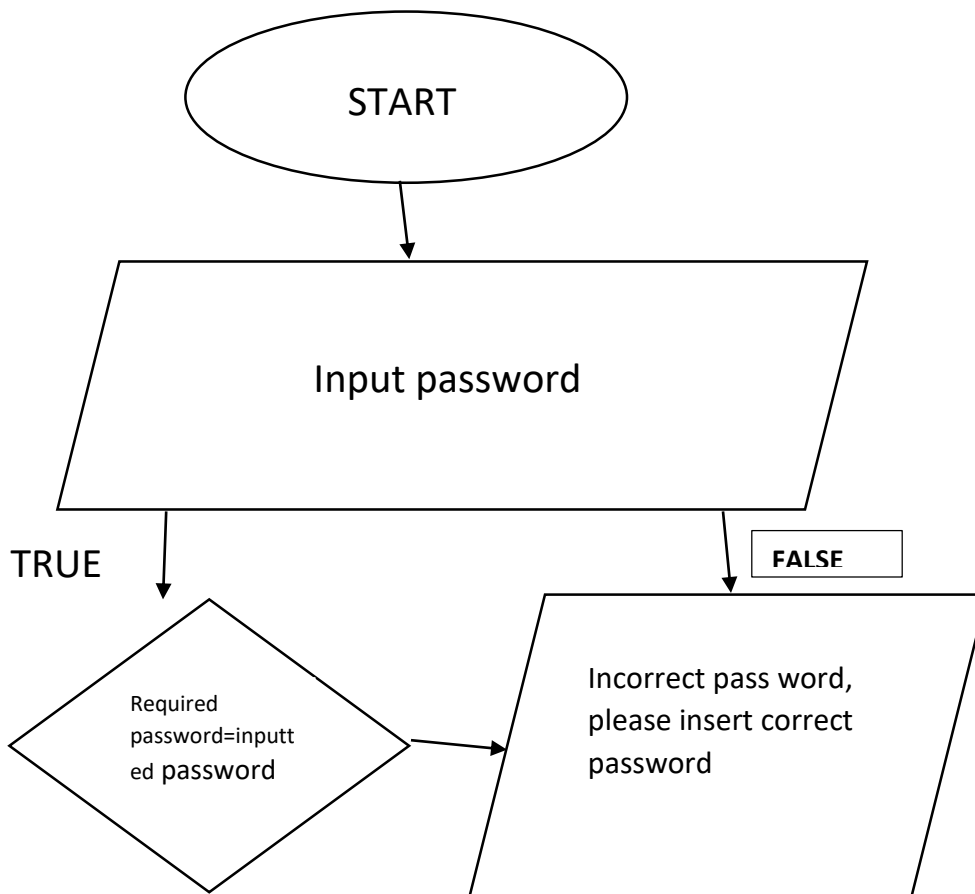 START
Input password
TRUE
FALSE
Required
password=inputt
ed password
Incorrect pass word,
please insert correct
password